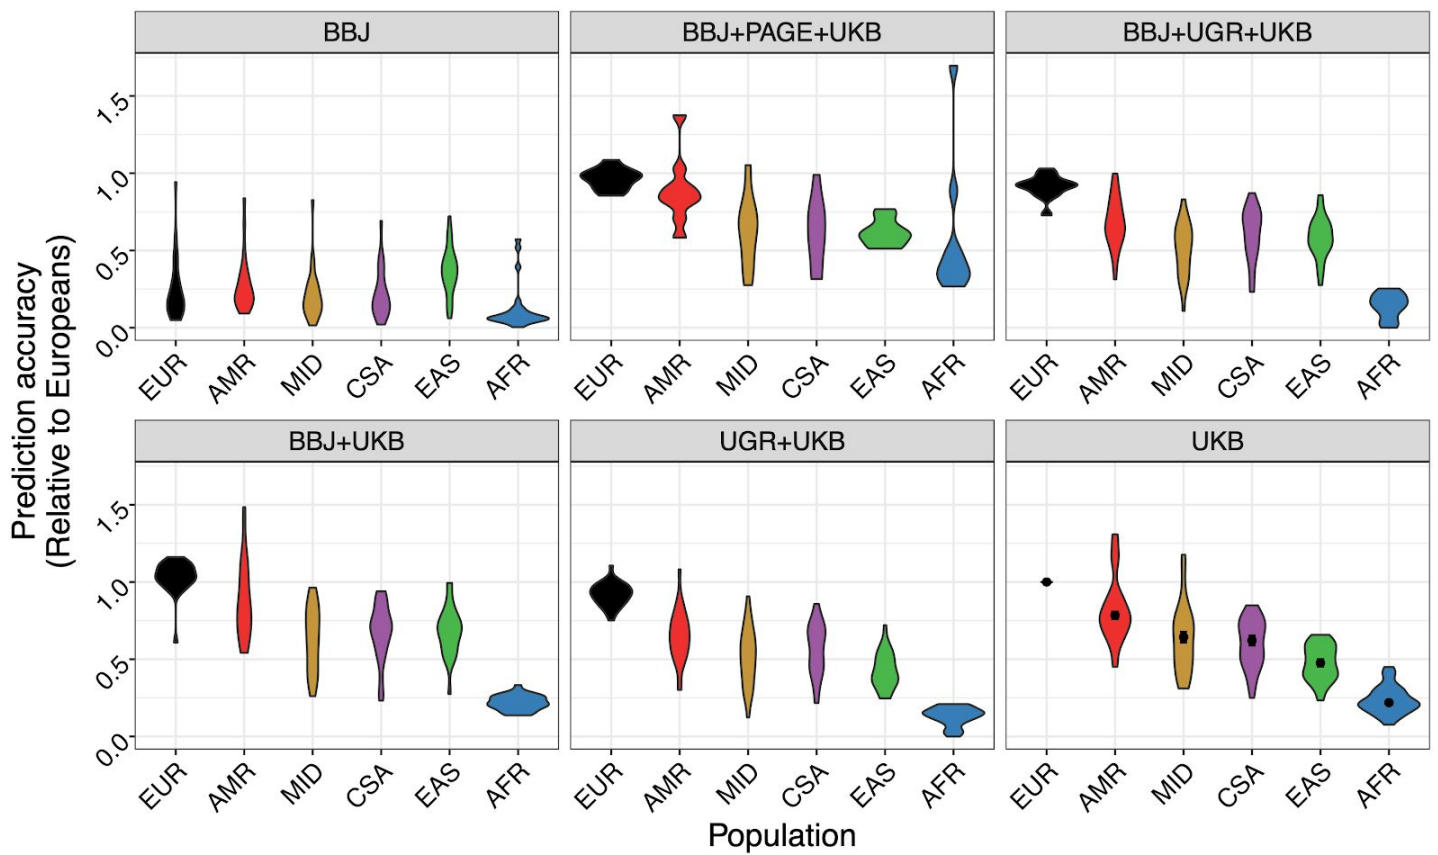 BBJ
BBJ+PAGE+UKB
BBJ+UGR+UKB
1.5
1.0
0.5
0.0
EUR AMR MID CSA EAS AFR
EUR AMR MID CSA EAS AFR
EUR AMR MID CSA EAS AFR
Prediction accuracy
(Relative to Europeans)
BBJ+UKB
UGR+UKB
UKB
1.5
1.0
0.5
0.0
EUR AMR MID CSA EAS AFR
EUR AMR MID CSA EAS AFR
EUR AMR MID CSA EAS AFR
Population